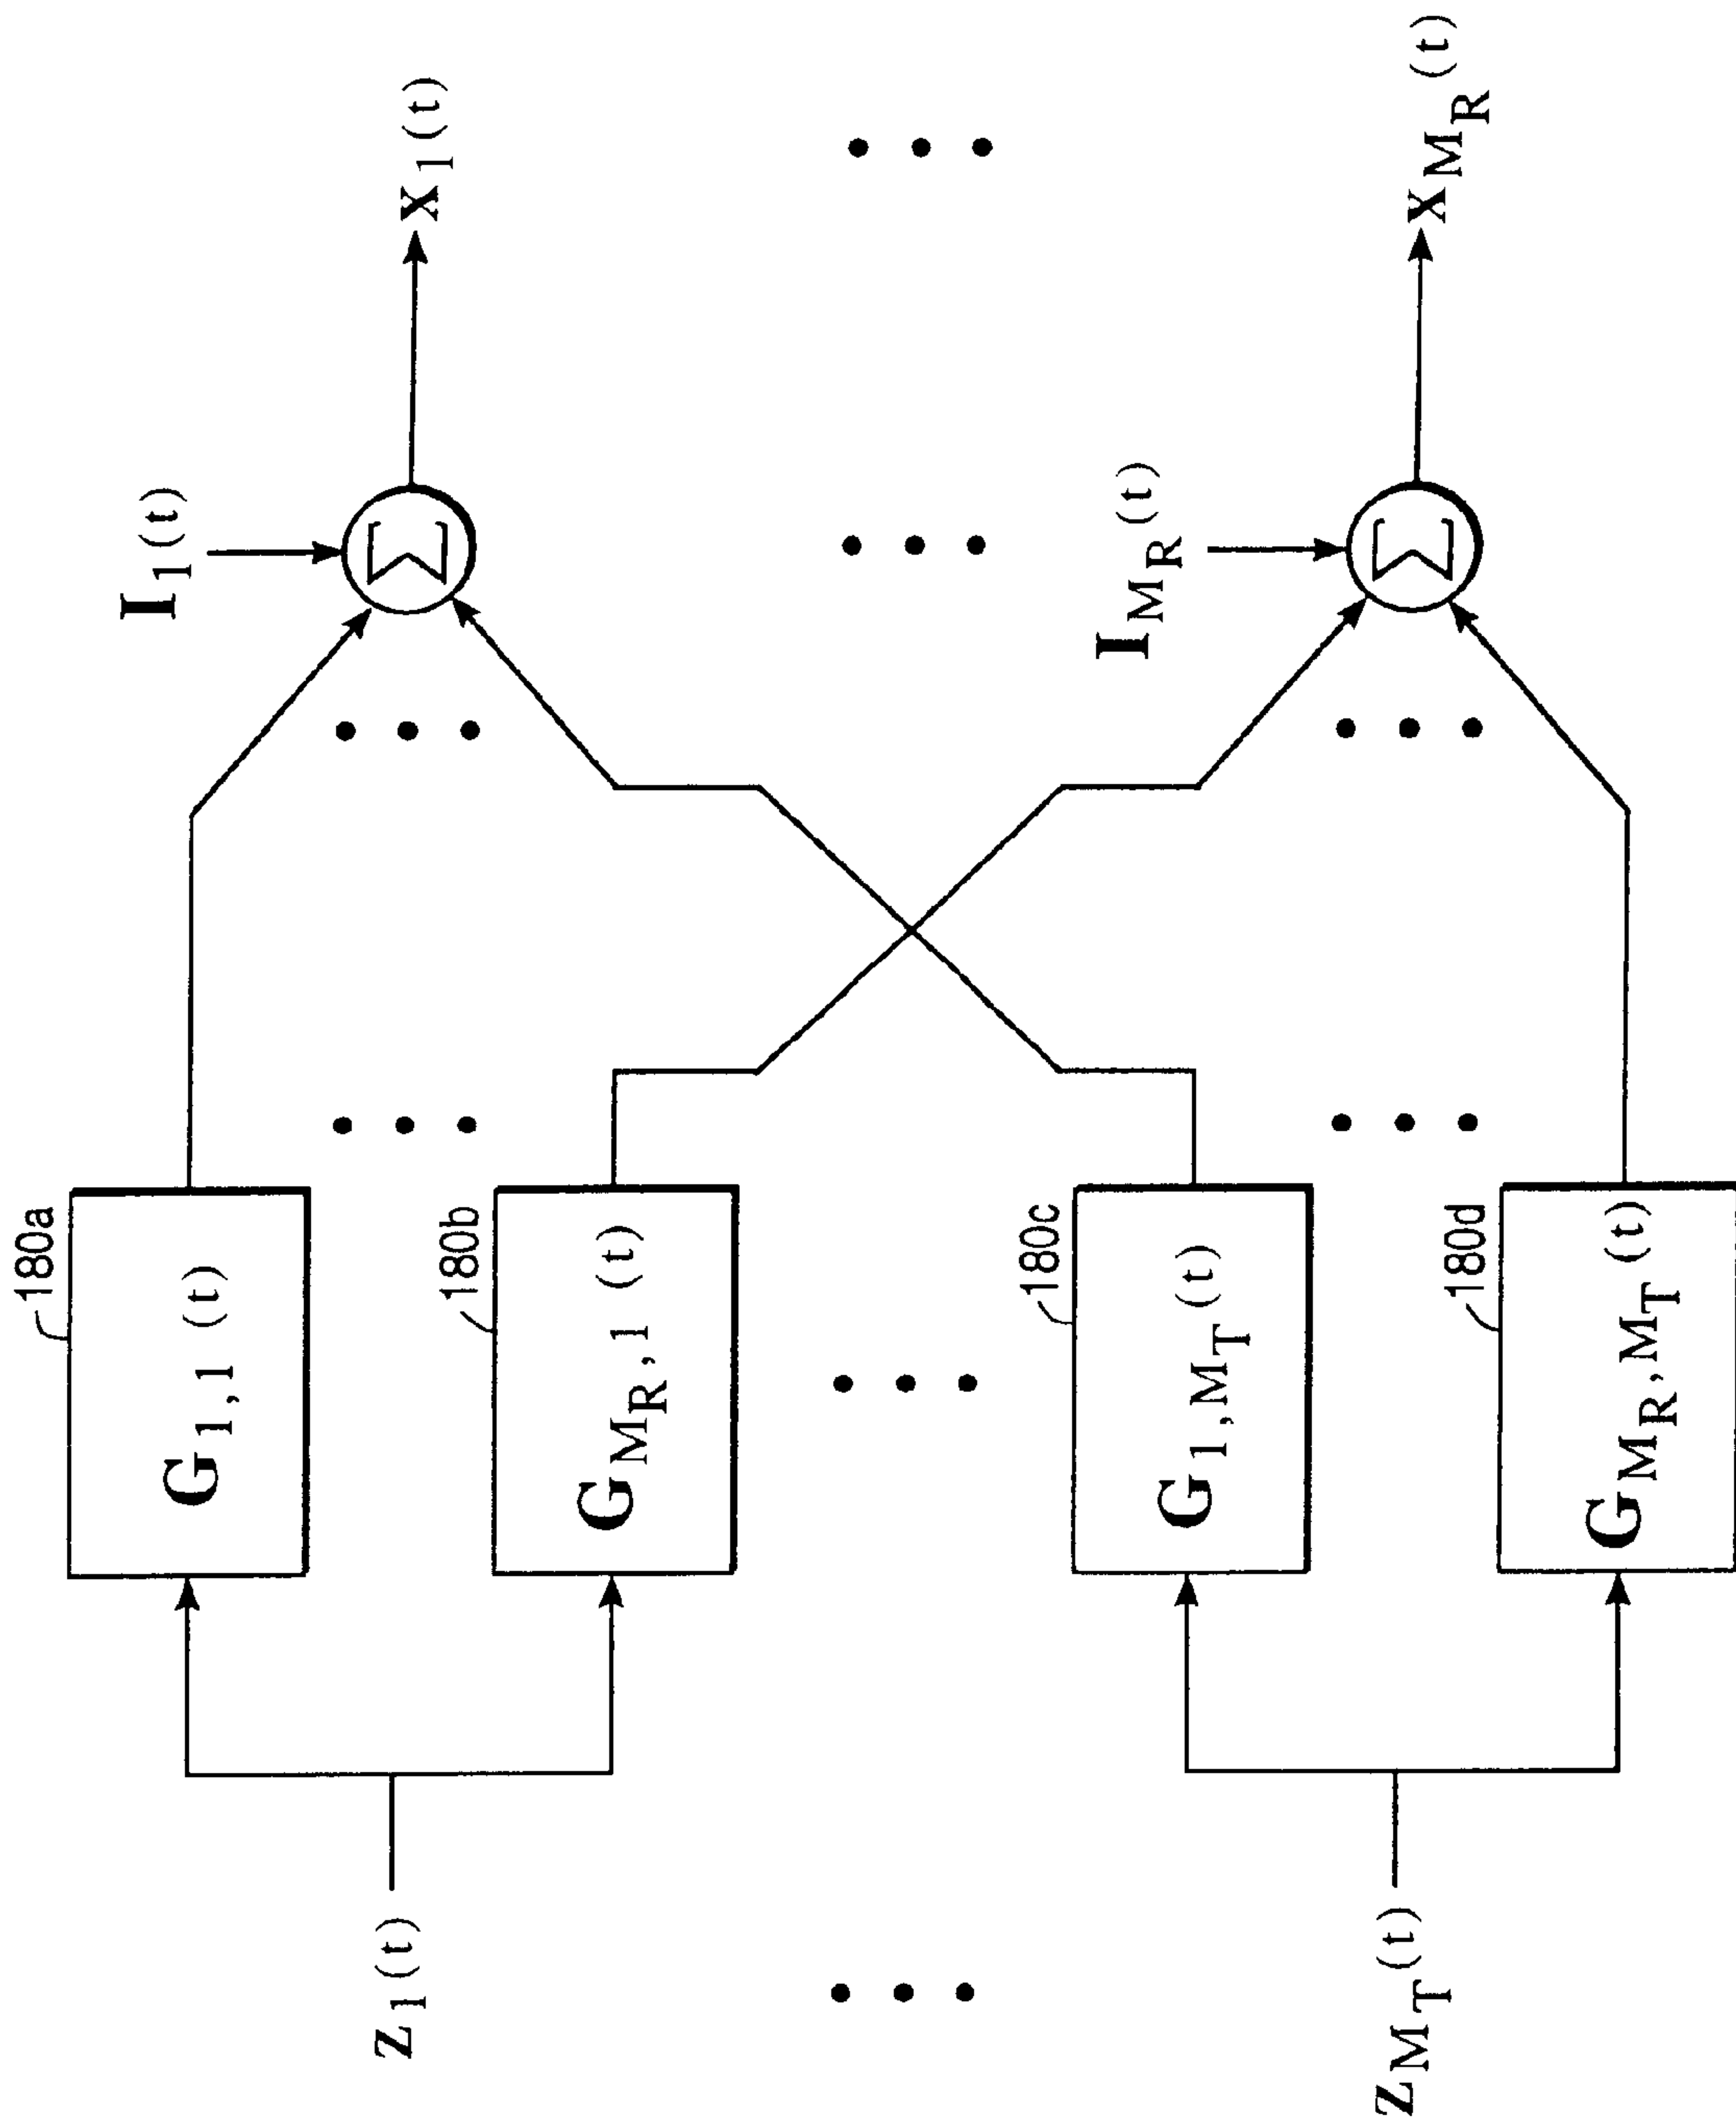 180a
G1,1(t)
180b
GMR,1(t)
180c
G1,MT(t)
180d
GMR,MT(t)
z1(t)
zMT(t)
I1(t)
Σ
x1(t)
IMR(t)
Σ
xMR(t)